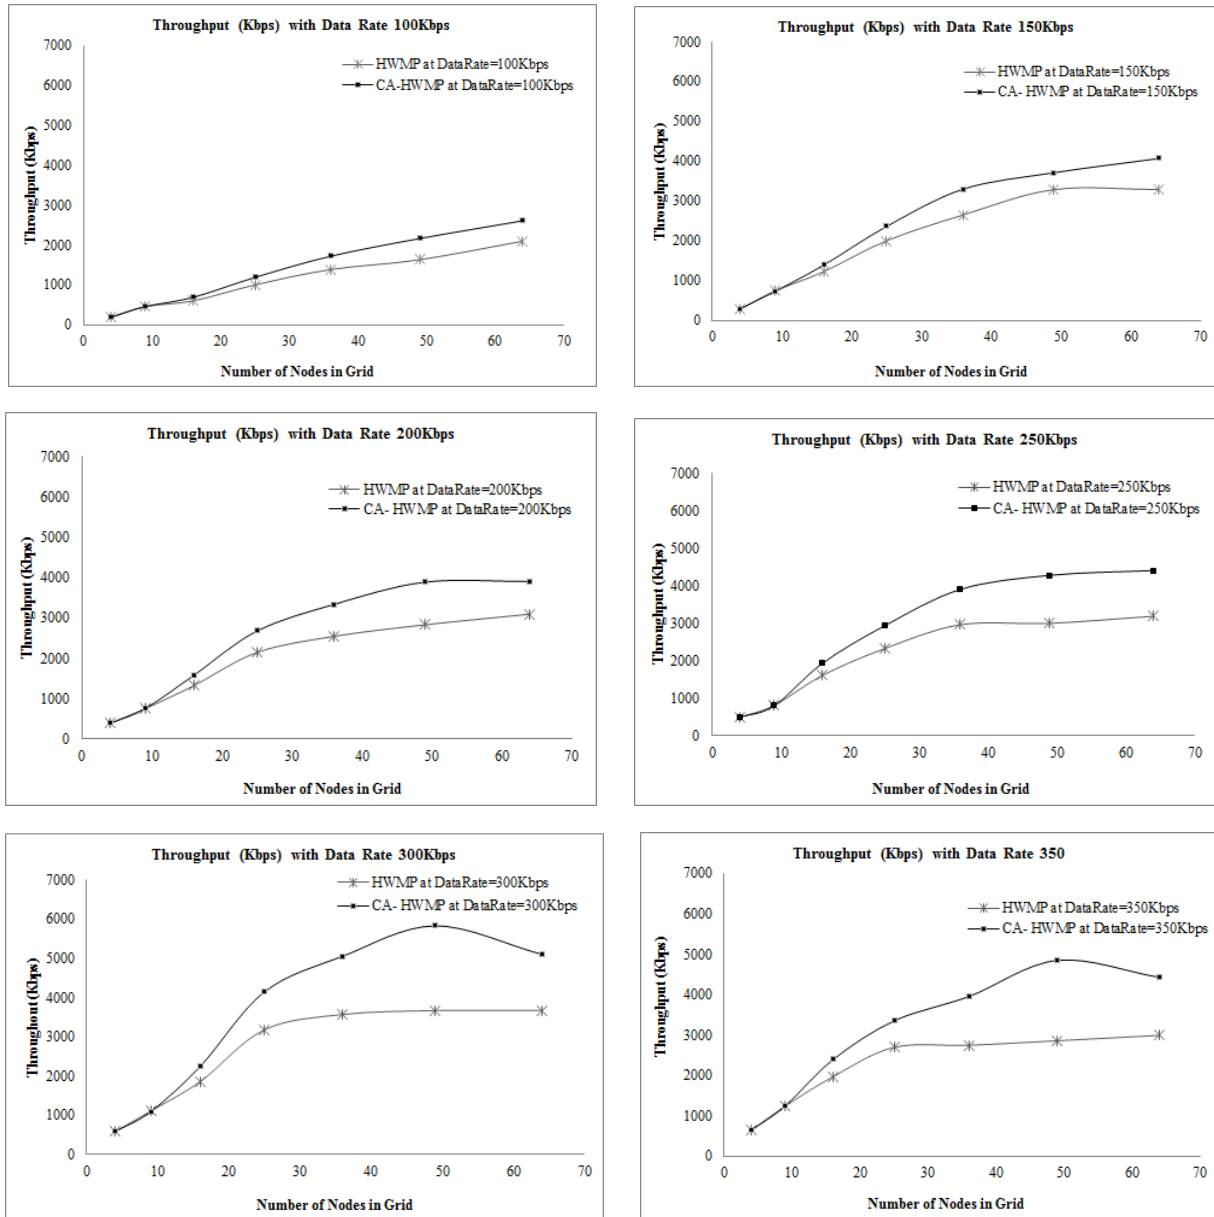 Throughput (Kbps) with Data Rate 100Kbps
7000
6000
5000
4000
3000
2000
1000
0
Throughput (Kbps)
HWMP at DataRate=100Kbps
CA-HWMP at DataRate=100Kbps
0 10 20 30 40 50 60 70
Number of Nodes in Grid
Throughput (Kbps) with Data Rate 150Kbps
7000
6000
5000
4000
3000
2000
1000
0
Throughput (Kbps)
HWMP at DataRate=150Kbps
CA- HWMP at DataRate=150Kbps
0 10 20 30 40 50 60 70
Number of Nodes in Grid
Throughput (Kbps) with Data Rate 200Kbps
7000
6000
5000
4000
3000
2000
1000
0
Throughput (Kbps)
HWMP at DataRate=200Kbps
CA- HWMP at DataRate=200Kbps
0 10 20 30 40 50 60 70
Number of Nodes in Grid
Throughput (Kbps) with Data Rate 250Kbps
7000
6000
5000
4000
3000
2000
1000
0
Throughput (Kbps)
HWMP at DataRate=250Kbps
CA- HWMP at DataRate=250Kbps
0 10 20 30 40 50 60 70
Number of Nodes in Grid
Throughput (Kbps) with Data Rate 300Kbps
7000
6000
5000
4000
3000
2000
1000
0
Throughout (Kbps)
HWMP at DataRate=300Kbps
CA- HWMP at DataRate=300Kbps
0 10 20 30 40 50 60 70
Number of Nodes in Grid
Throughput (Kbps) with Data Rate 350
7000
6000
5000
4000
3000
2000
1000
0
Throughput (Kbps)
HWMP at DataRate=350Kbps
CA- HWMP at DataRate=350Kbps
0 10 20 30 40 50 60 70
Number of Nodes in Grid